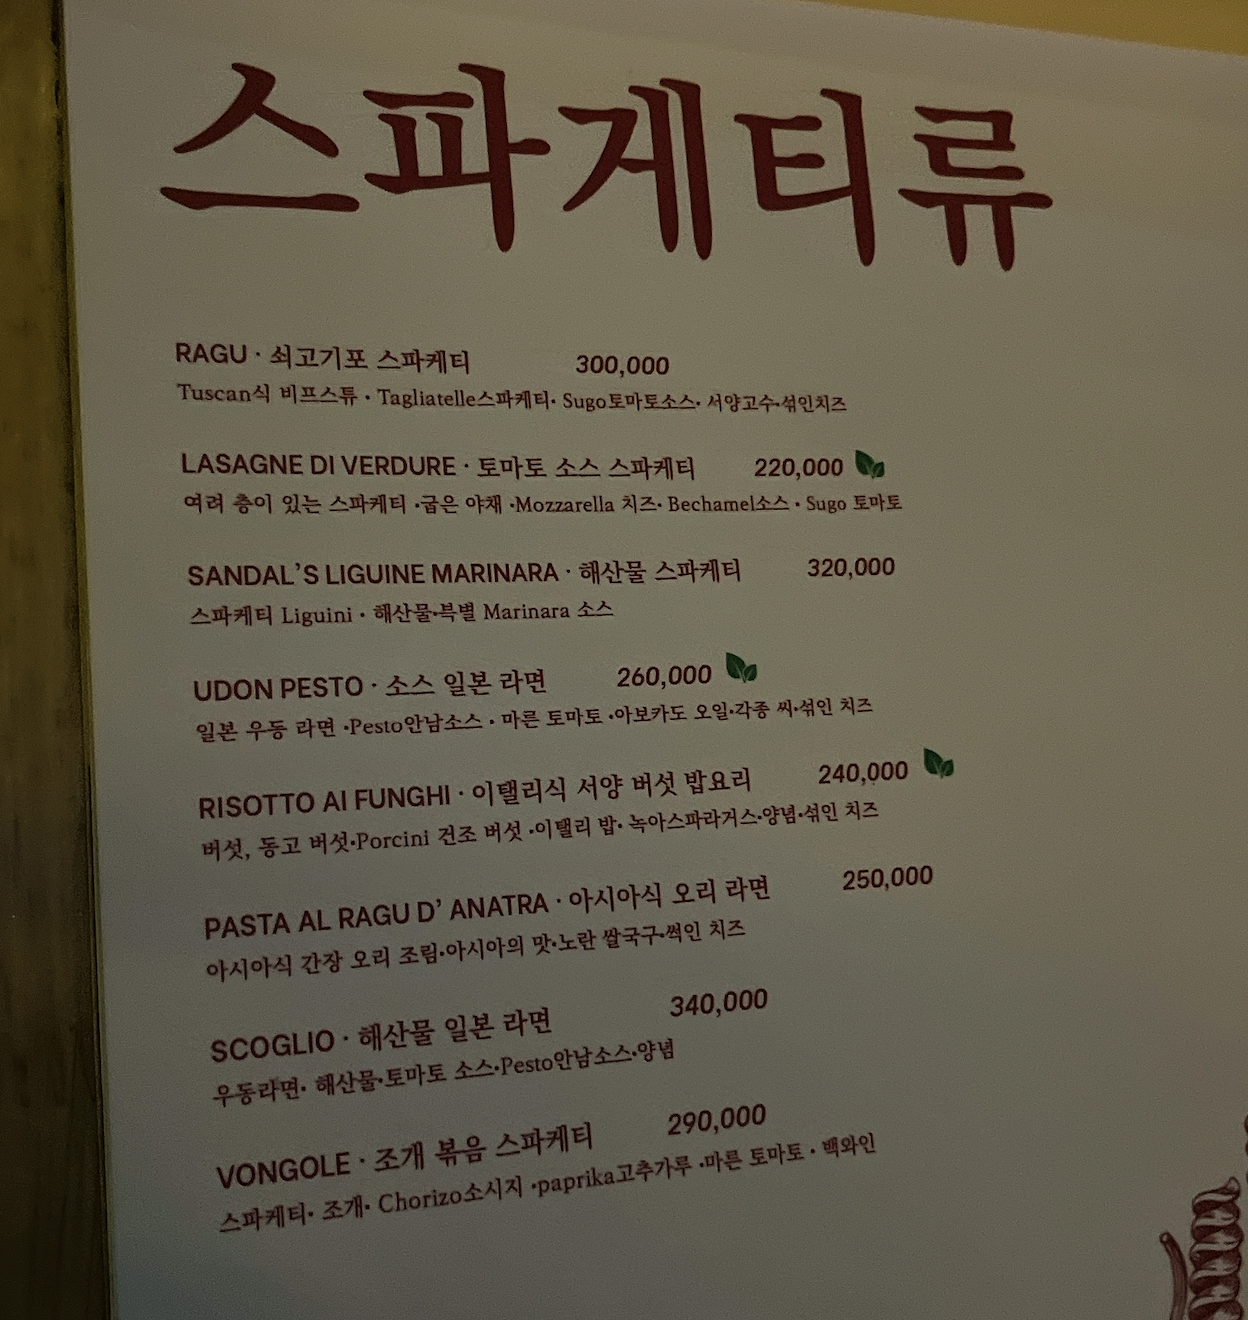 스파게티류
RAGU · 쇠고기포 스파케티 300,000
Tuscan식 비프스튜 · Tagliatelle스파케티· Sugo토마토소스· 서양고수·섞인치즈
LASAGNE DI VERDURE · 토마토 소스 스파케티 220,000
여려 층이 있는 스파케티 ·굽은 야채 ·Mozzarella 치즈· Bechamel소스 · Sugo 토마토
SANDAL'S LIGUINE MARINARA · 해산물 스파케티 320,000
스파케티 Liguini · 해산물·특별 Marinara 소스
UDON PESTO · 소스 일본 라면 260,000
일본 우동 라면 ·Pesto안남소스 · 마른 토마토 ·아보카도 오일·각종 씨·섞인 치즈
RISOTTO AI FUNGHI · 이탤리식 서양 버섯 밥요리 240,000
버섯, 동고 버섯·Porcini 건조 버섯 ·이탤리 밥· 녹아스파라거스·양념·섞인 치즈
PASTA AL RAGU D' ANATRA · 아시아식 오리 라면 250,000
아시아식 간장 오리 조림·아시아의 맛·노란 쌀국구·썩인 치즈
SCOGLIO · 해산물 일본 라면 340,000
우동라면· 해산물·토마토 소스·Pesto안남소스·양념
VONGOLE · 조개 볶음 스파케티 290,000
스파케티· 조개· Chorizo소시지 ·paprika고추가루 ·마른 토마토 · 백와인